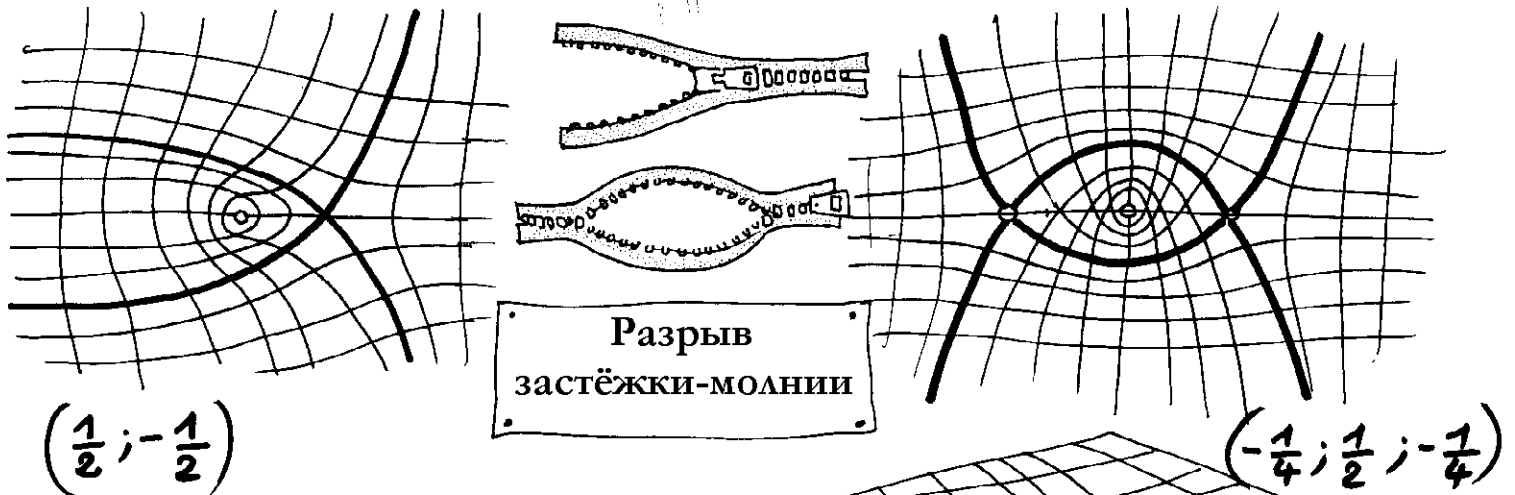 Разрыв
застёжки-молнии
(1/2 ; -1/2)
(-1/4 ; 1/2 ; -1/4)